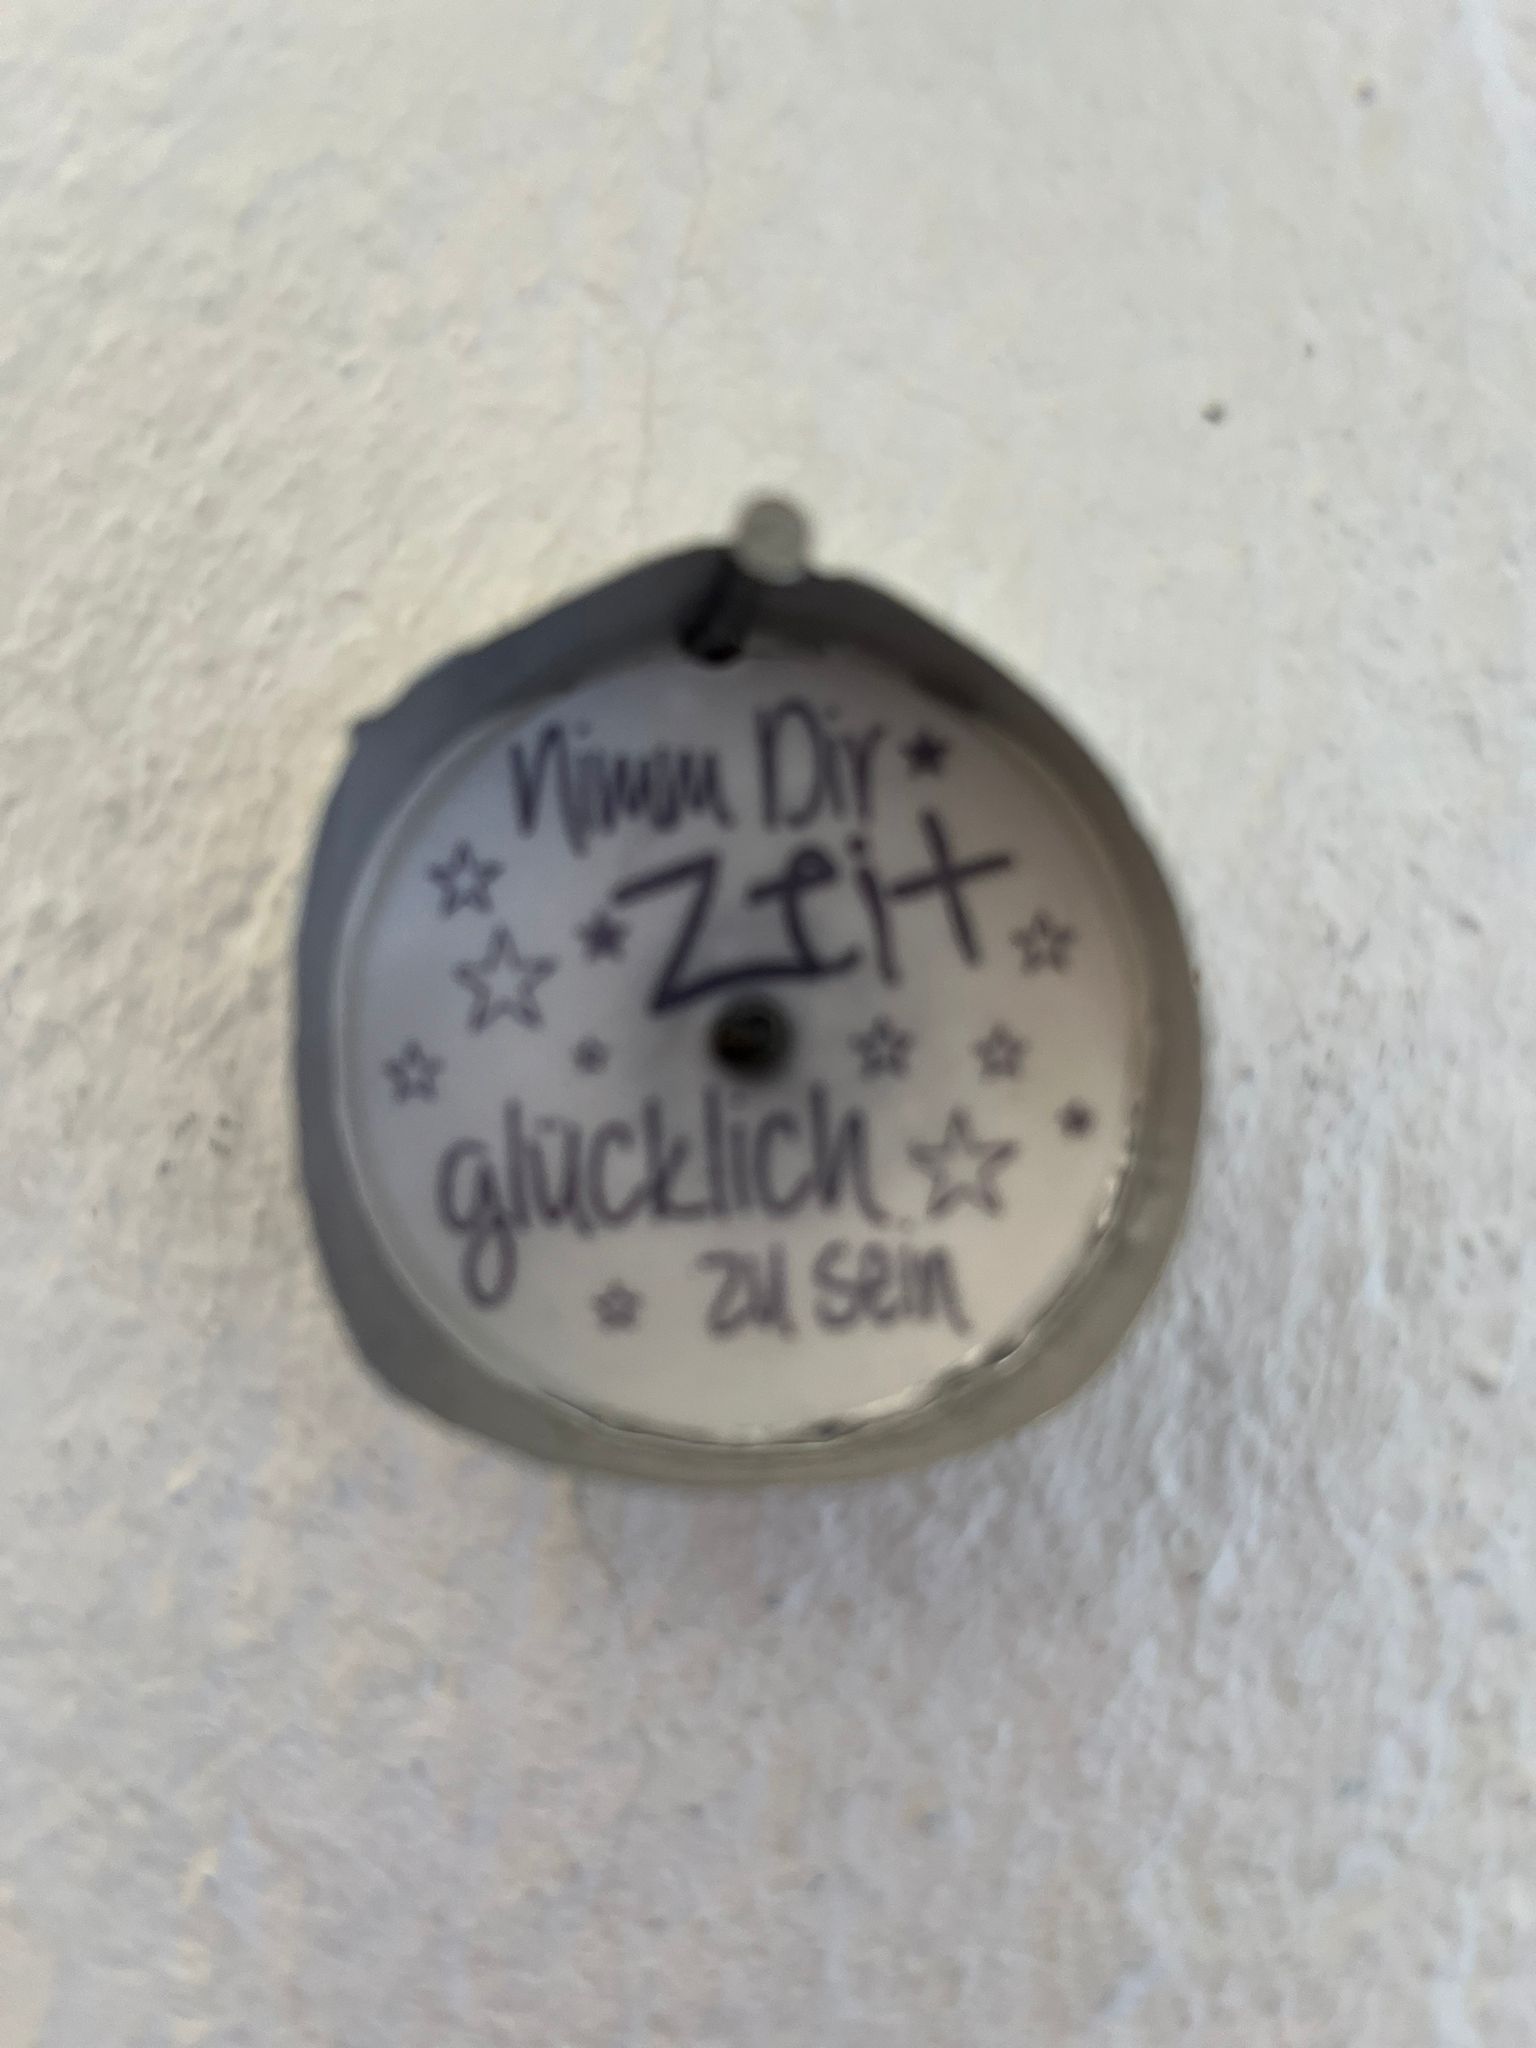 Nimm Dir
Zeit
glücklich
zu sein